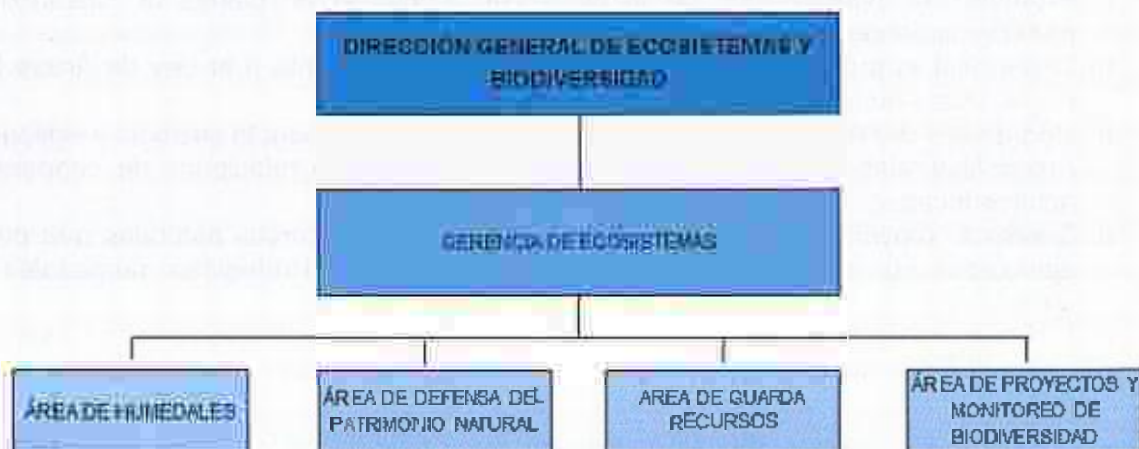 DIRECCIÓN GENERAL DE ECOSISTEMAS Y
BIODIVERSIDAD
GERENCIA DE ECOSISTEMAS
ÁREA DE HUMEDALES
ÁREA DE DEFENSA DEL
PATRIMONIO NATURAL
AREA DE GUARDA
RECURSOS
ÁREA DE PROYECTOS Y
MONITOREO DE
BIODIVERSIDAD